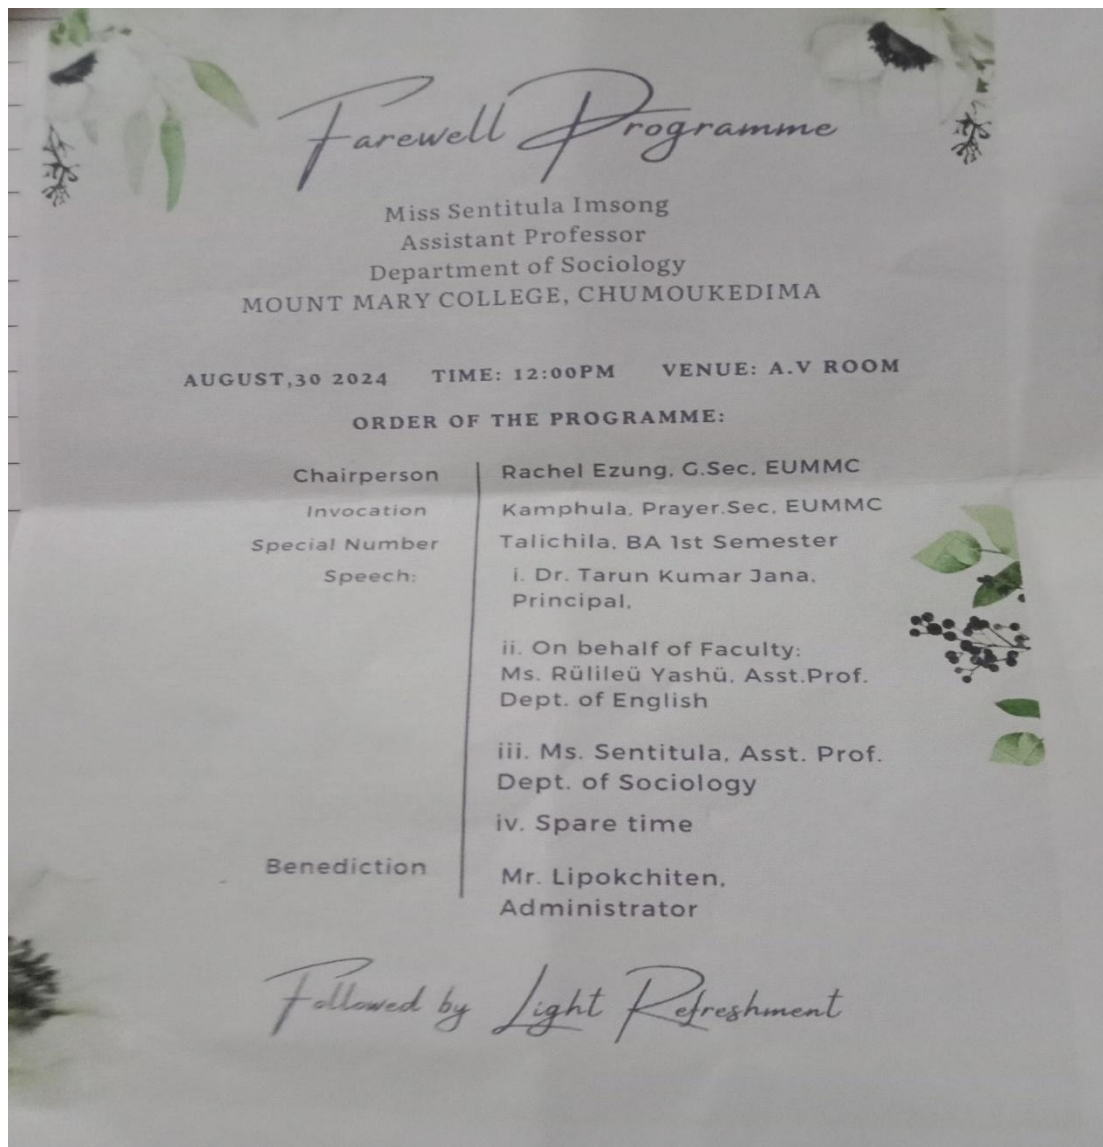 Farewell Programme
Miss Sentitula Imsong
Assistant Professor
Department of Sociology
MOUNT MARY COLLEGE, CHUMOUKEDIMA
AUGUST,30 2024 TIME: 12:00PM VENUE: A.V ROOM
ORDER OF THE PROGRAMME:
Chairperson Rachel Ezung, G.Sec, EUMMC
Invocation Kamphula, Prayer.Sec, EUMMC
Special Number Talichila, BA 1st Semester
Speech: i. Dr. Tarun Kumar Jana,
Principal,
ii. On behalf of Faculty:
Ms. Rülileü Yashü, Asst.Prof.
Dept. of English
iii. Ms. Sentitula, Asst. Prof.
Dept. of Sociology
iv. Spare time
Benediction Mr. Lipokchiten,
Administrator
Followed by Light Refreshment